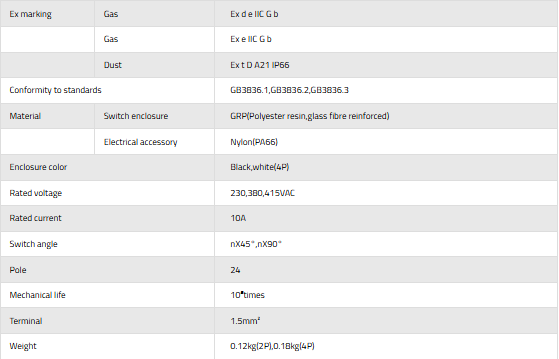 Ex marking Gas Ex d e IIC G b
Gas Ex e IIC G b
Dust Ex t D A21 IP66
Conformity to standards GB3836.1,GB3836.2,GB3836.3
Material Switch enclosure GRP(Polyester resin,glass fibre reinforced)
Electrical accessory Nylon(PA66)
Enclosure color Black,white(4P)
Rated voltage 230,380,415VAC
Rated current 10A
Switch angle nX45°,nX90°
Pole 24
Mechanical life 10 times
Terminal 1.5mm²
Weight 0.12kg(2P),0.18kg(4P)